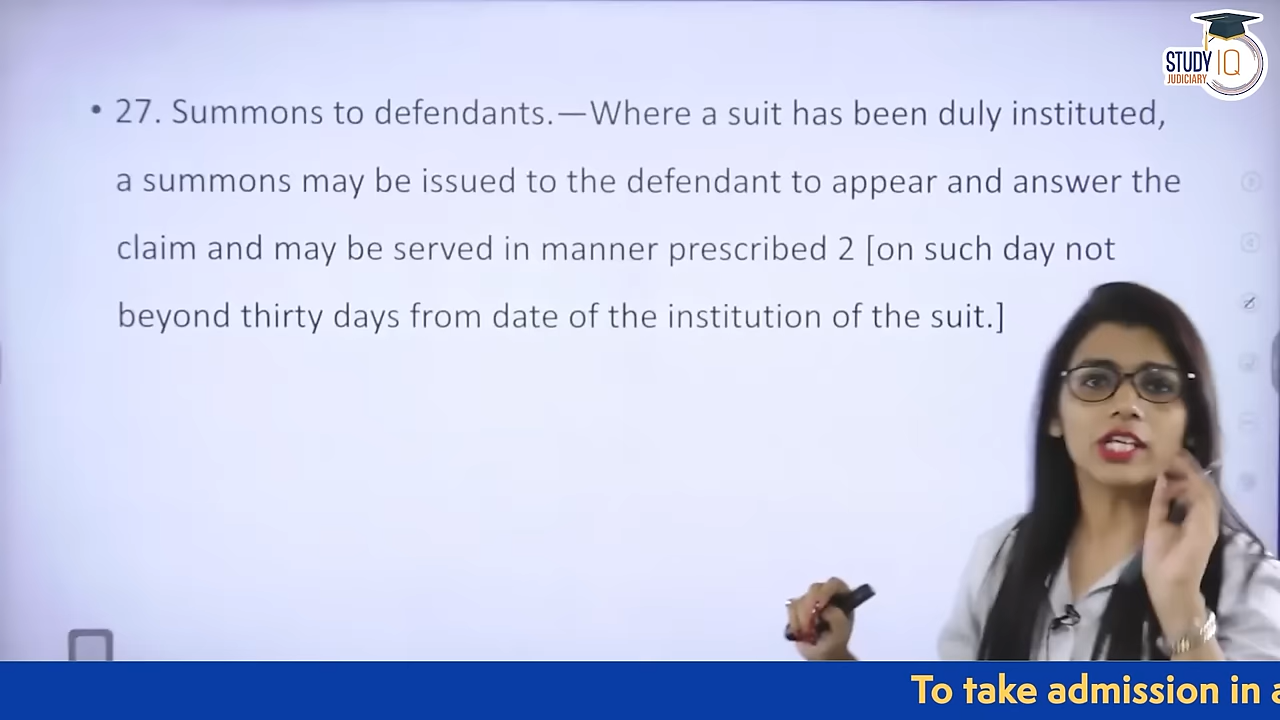 STUDY IQ
JUDICIARY
• 27. Summons to defendants.—Where a suit has been duly instituted,
a summons may be issued to the defendant to appear and answer the
claim and may be served in manner prescribed 2 [on such day not
beyond thirty days from date of the institution of the suit.]
To take admission in a